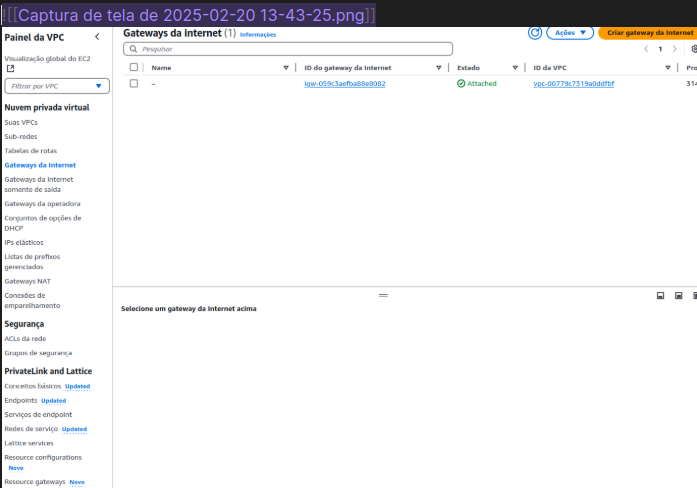 ![[Captura de tela de 2025-02-20 13-43-25.png]]
Painel da VPC
Visualização global do EC2
Filtrar por VPC
Nuvem privada virtual
Suas VPCs
Sub-redes
Tabelas de rotas
Gateways da Internet
Gateways da Internet
somente de saída
Gateways da operadora
Conjuntos de opções de
DHCP
IPs elásticos
Listas de prefixos
gerenciados
Gateways NAT
Conexões de
emparelhamento
Segurança
ACLs da rede
Grupos de segurança
PrivateLink and Lattice
Conceitos básicos Updated
Endpoints Updated
Serviços de endpoint
Redes de serviço Updated
Lattice services
Resource configurations
Novo
Resource gateways Novo
Gateways da internet (1) Informações
Ações
Criar gateway da Internet
Pesquisar
1
Name ID do gateway da Internet Estado ID da VPC Pro
– igw-059c3aefba88e8082 Attached vpc-00779c7319a0ddfbf 314
Selecione um gateway da Internet acima